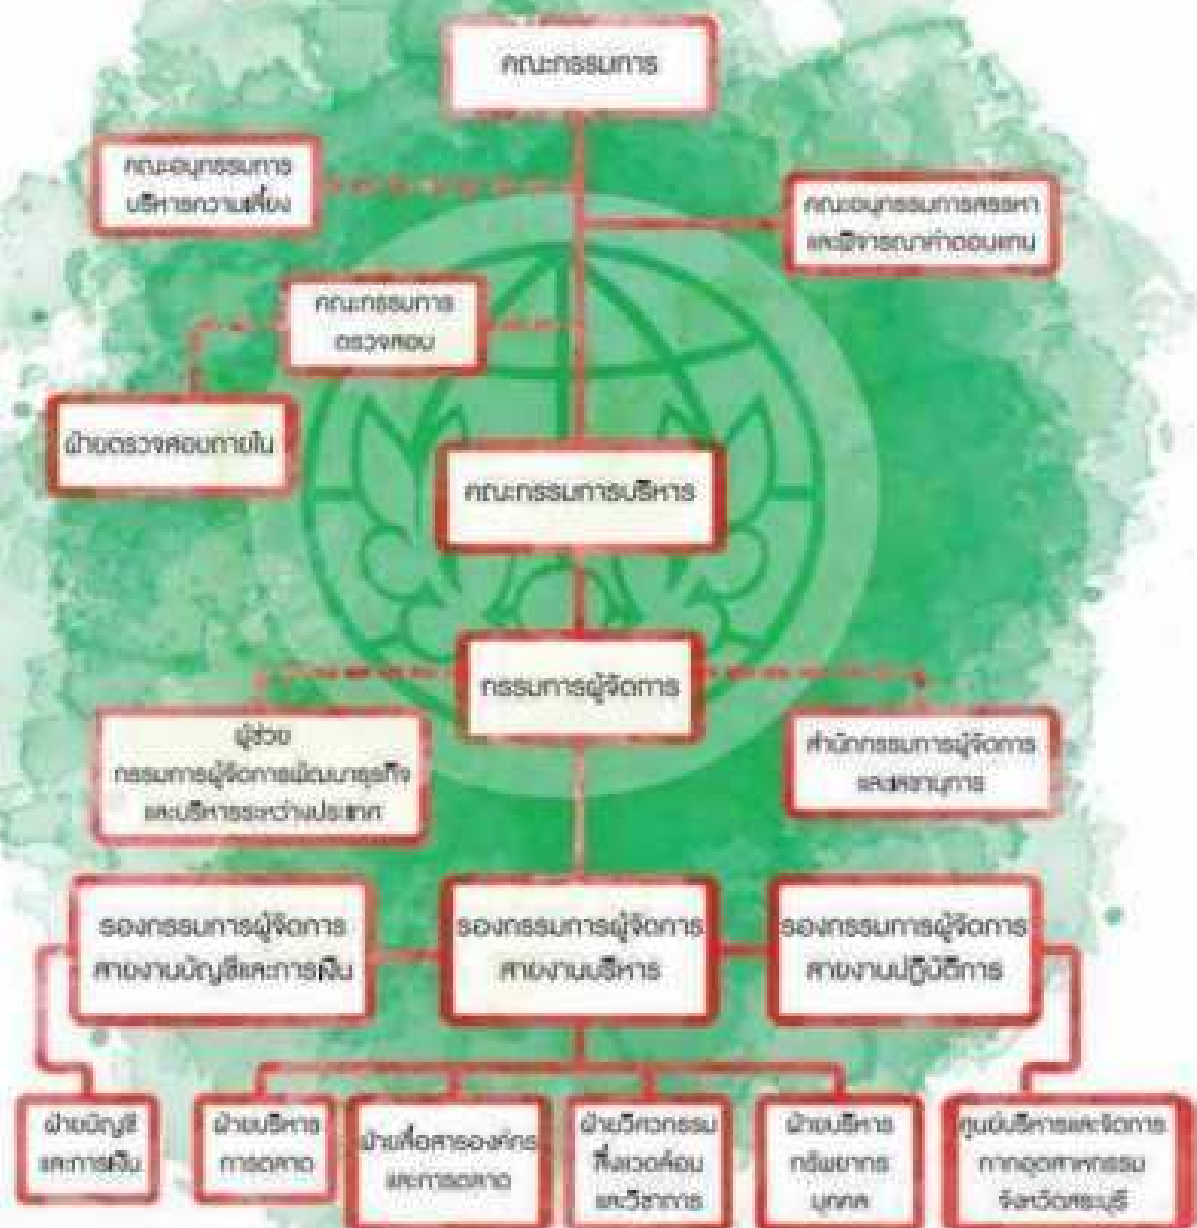 คณะกรรมการ
คณะอนุกรรมการ
บริหารความเสี่ยง
คณะอนุกรรมการสรรหา
และพิจารณาค่าตอบแทน
คณะกรรมการ
ตรวจสอบ
ฝ่ายตรวจสอบภายใน
คณะกรรมการบริหาร
กรรมการผู้จัดการ
ผู้ช่วย
กรรมการผู้จัดการพัฒนาธุรกิจ
และบริหารระหว่างประเทศ
สำนักกรรมการผู้จัดการ
และเลขานุการ
รองกรรมการผู้จัดการ
สายงานบัญชีและการเงิน
รองกรรมการผู้จัดการ
สายงานบริหาร
รองกรรมการผู้จัดการ
สายงานปฏิบัติการ
ฝ่ายบัญชี
และการเงิน
ฝ่ายบริหาร
การตลาด
ฝ่ายสื่อสารองค์กร
และการตลาด
ฝ่ายวิศวกรรม
สิ่งแวดล้อม
และวิชาการ
ฝ่ายบริหาร
ทรัพยากร
บุคคล
ศูนย์บริหารและจัดการ
กากอุตสาหกรรม
จังหวัดสระบุรี